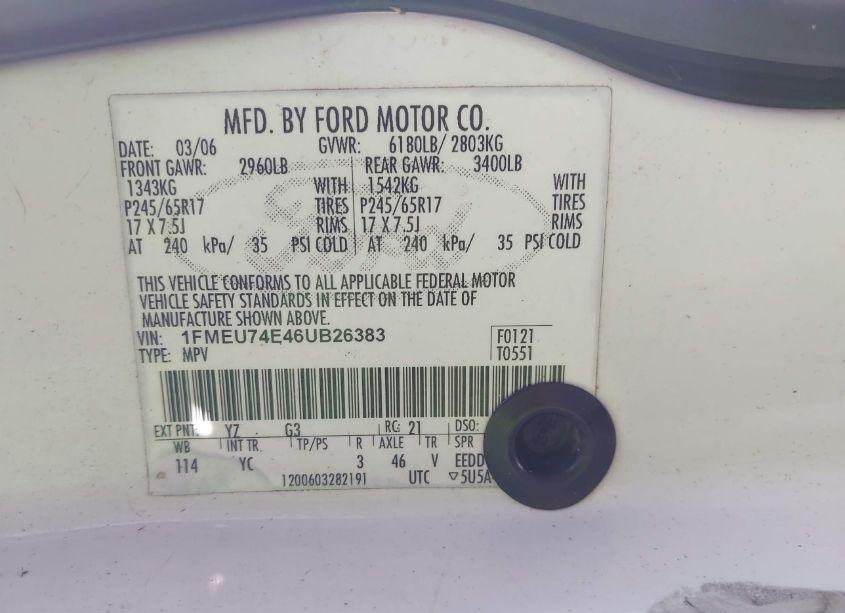 MFD. BY FORD MOTOR CO.
DATE: 03/06 GVWR: 6180LB/ 2803KG
FRONT GAWR: 2960LB REAR GAWR: 3400LB
1343KG WITH 1542KG WITH
P245/65R17 TIRES P245/65R17 TIRES
17 X 7.5J RIMS 17 X 7.5J RIMS
AT 240 kPa/ 35 PSI COLD AT 240 kPa/ 35 PSI COLD
THIS VEHICLE CONFORMS TO ALL APPLICABLE FEDERAL MOTOR
VEHICLE SAFETY STANDARDS IN EFFECT ON THE DATE OF
MANUFACTURE SHOWN ABOVE.
VIN: 1FMEU74E46UB26383 F0121
TYPE: MPV T0551
EXT PNT: YZ G3 RC: 21 DSO:
WB INT TR TP/PS R AXLE TR SPR
114 YC 3 46 V EEDD
1200603282191 UTC ▽5U5A